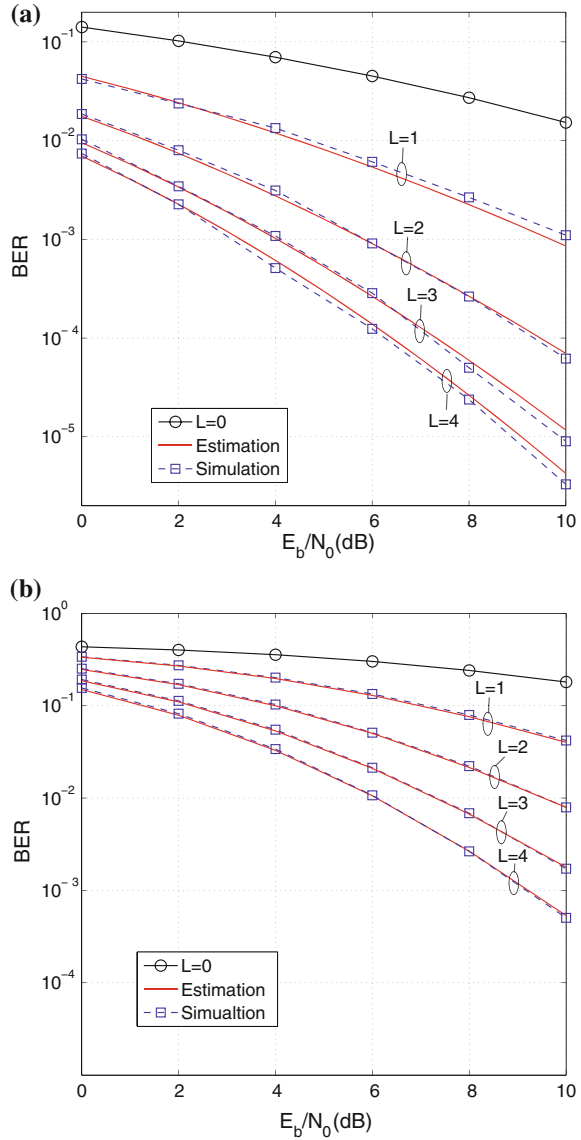 (a)
10^-1
10^-2
10^-3
10^-4
10^-5
BER
L=1
L=2
L=3
L=4
L=0
Estimation
Simulation
0 2 4 6 8 10
E_b/N_0(dB)
(b)
10^0
10^-1
10^-2
10^-3
10^-4
BER
L=1
L=2
L=3
L=4
L=0
Estimation
Simualtion
0 2 4 6 8 10
E_b/N_0(dB)